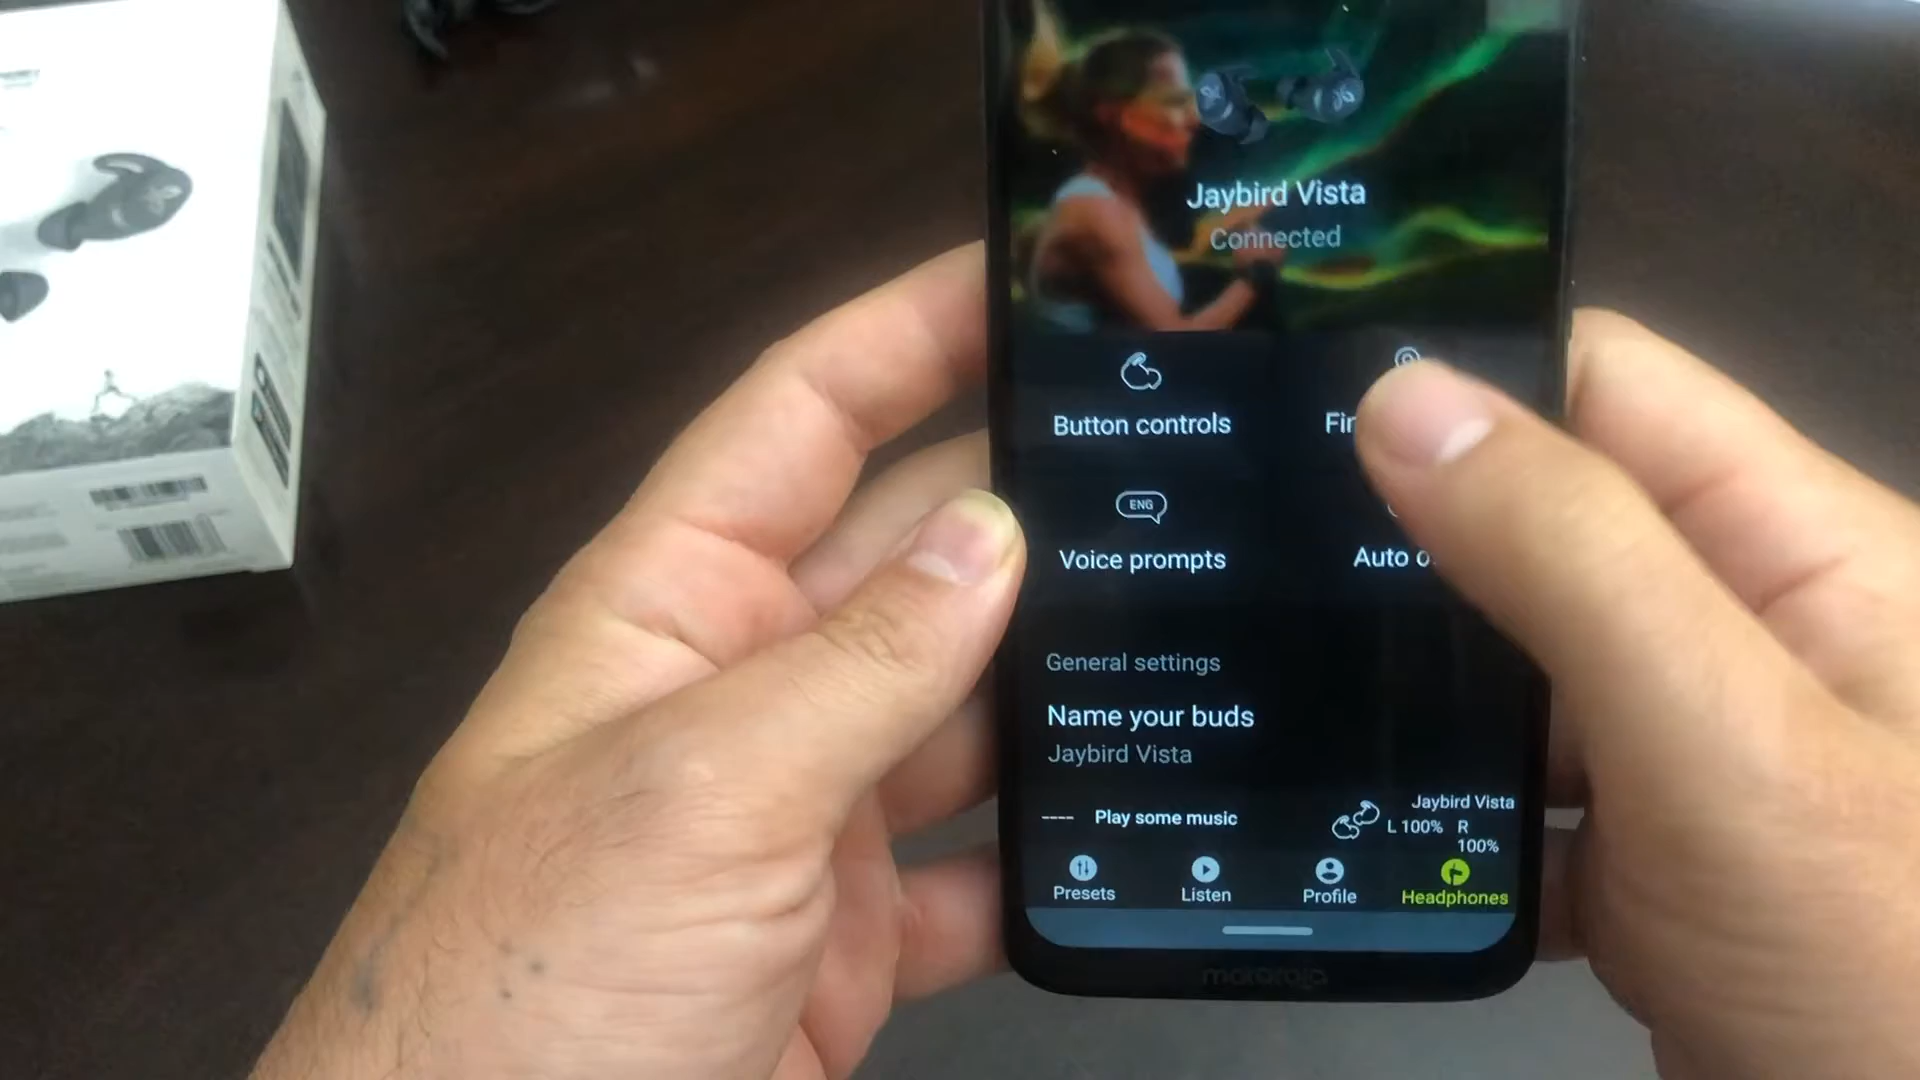 Jaybird Vista
Connected
Button controls
ENG
Voice prompts
Auto
General settings
Name your buds
Jaybird Vista
Play some music
Jaybird Vista
L 100% R
100%
Presets
Listen
Profile
Headphones
motorola